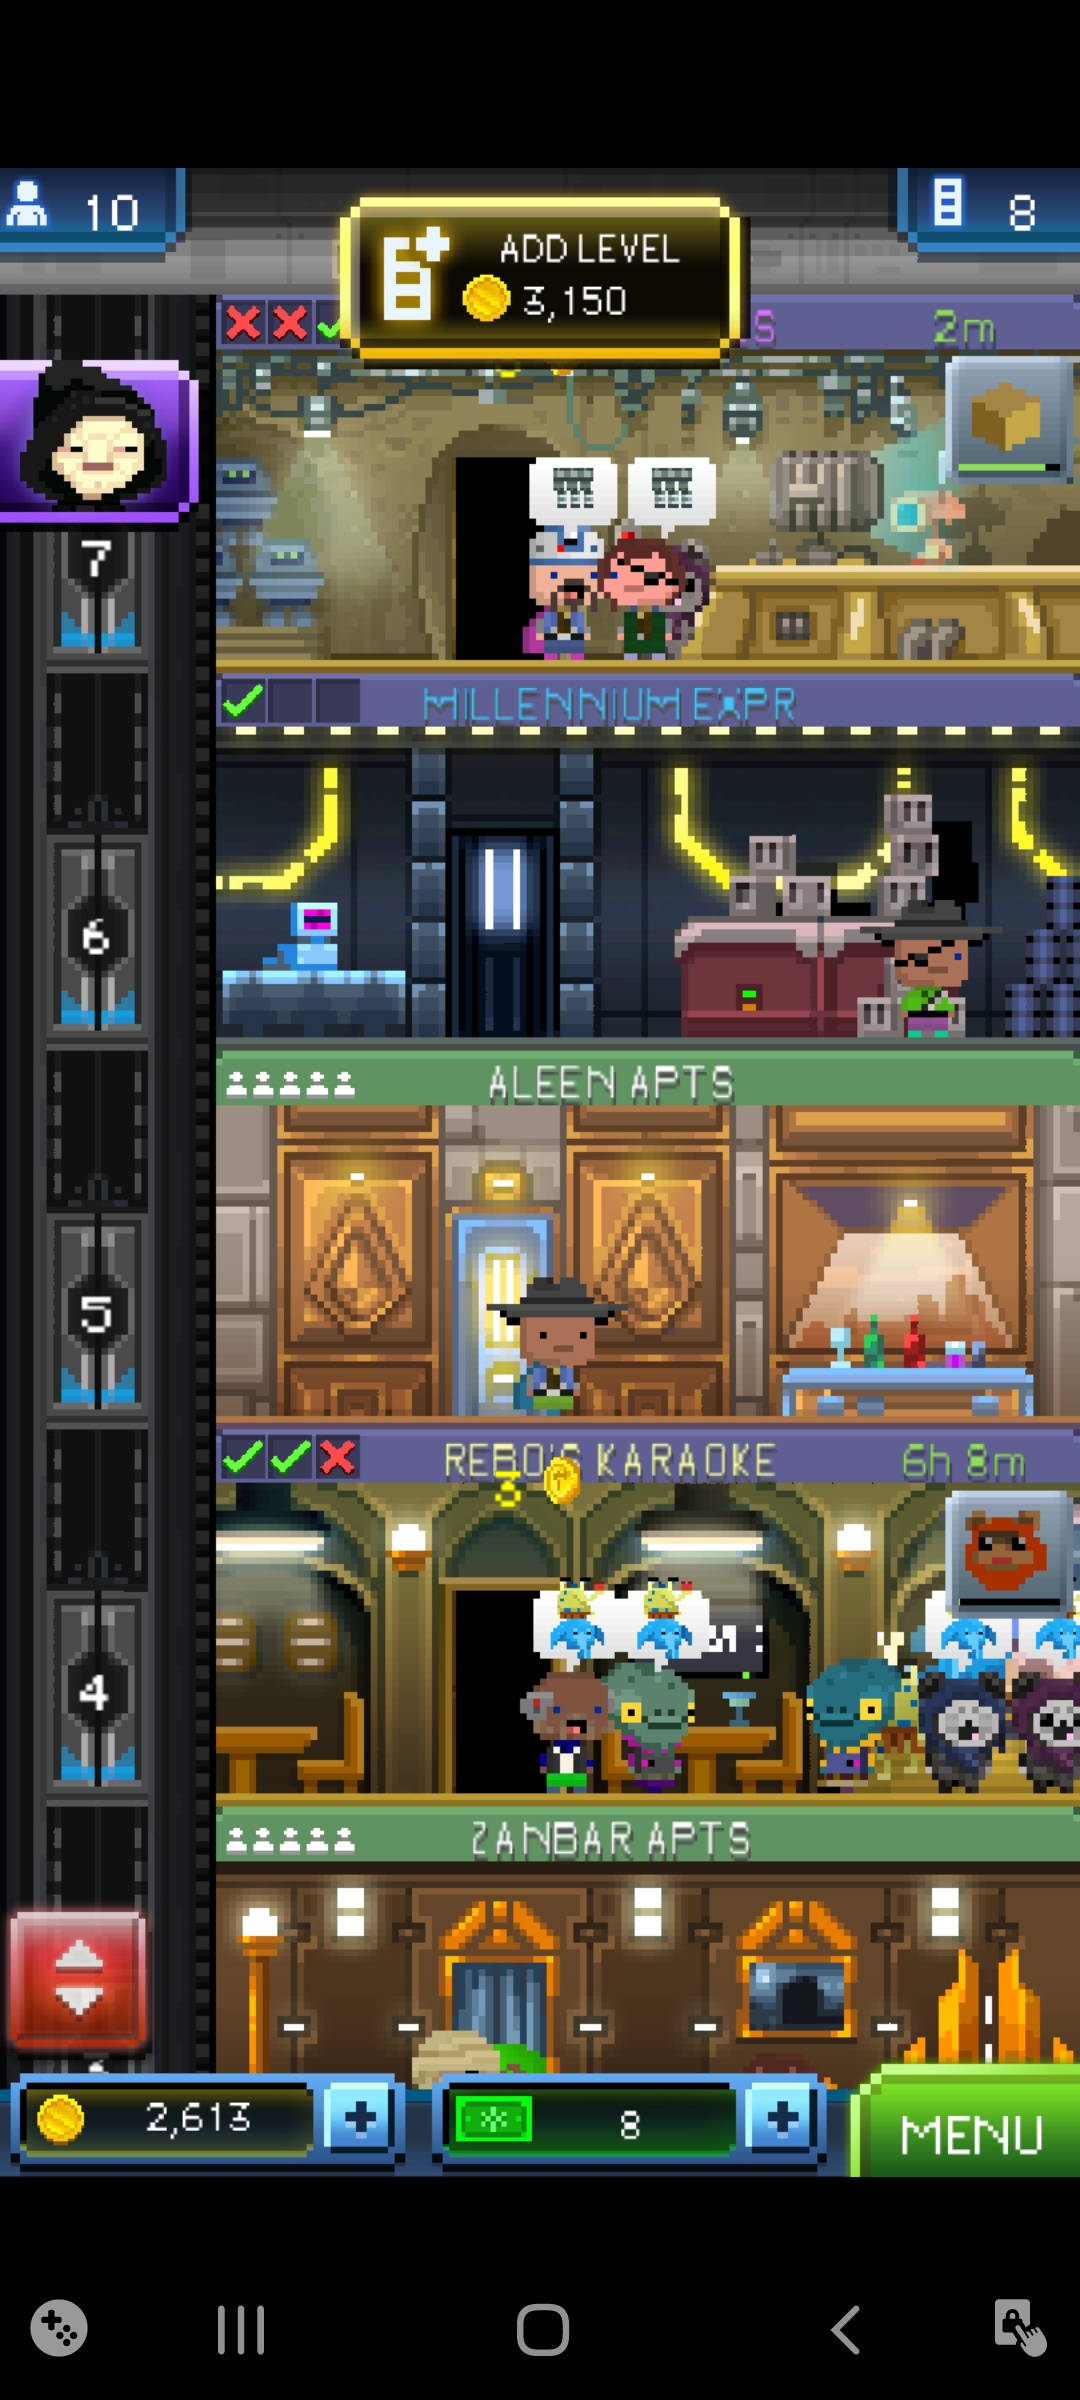 10
8
ADD LEVEL
3,150
S
2m
7
MILLENNIUM EXPR
6
ALEEN APTS
5
REBO'S KARAOKE
6h 8m
3
4
ZANBAR APTS
2,613
8
MENU